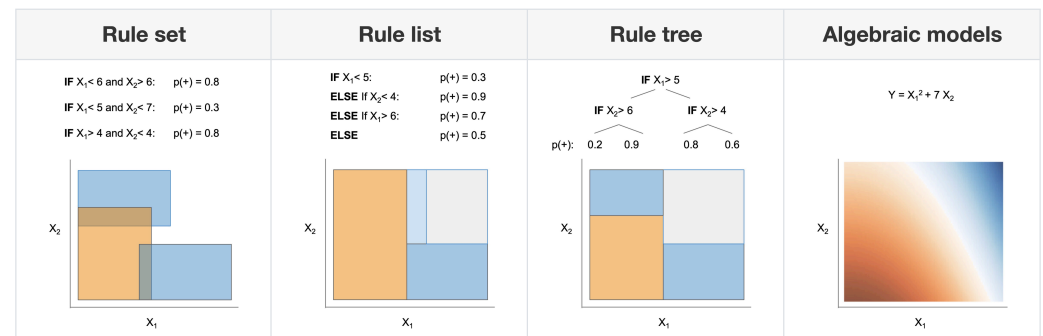 Rule set
Rule list
Rule tree
Algebraic models
IF X₁< 6 and X₂> 6: p(+) = 0.8
IF X₁< 5 and X₂< 7: p(+) = 0.3
IF X₁> 4 and X₂< 4: p(+) = 0.8
X₂
X₁
IF X₁< 5: p(+) = 0.3
ELSE If X₂< 4: p(+) = 0.9
ELSE If X₁> 6: p(+) = 0.7
ELSE p(+) = 0.5
X₂
X₁
IF X₁> 5
IF X₂> 6 IF X₂> 4
p(+): 0.2 0.9 0.8 0.6
X₂
X₁
Y = X₁² + 7 X₂
X₂
X₁